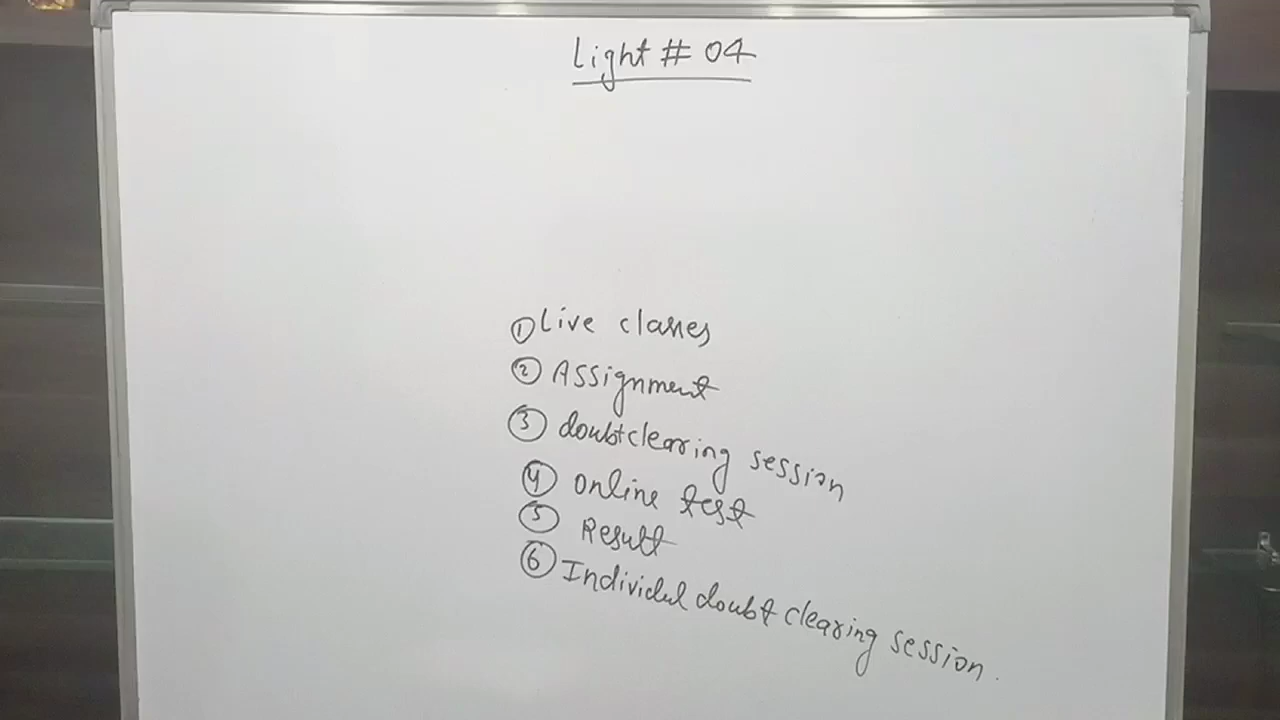 Light # 04
① Live classes
② Assignment
③ doubt clearing session
④ online test
⑤ Result
⑥ Individul doubt clearing session.